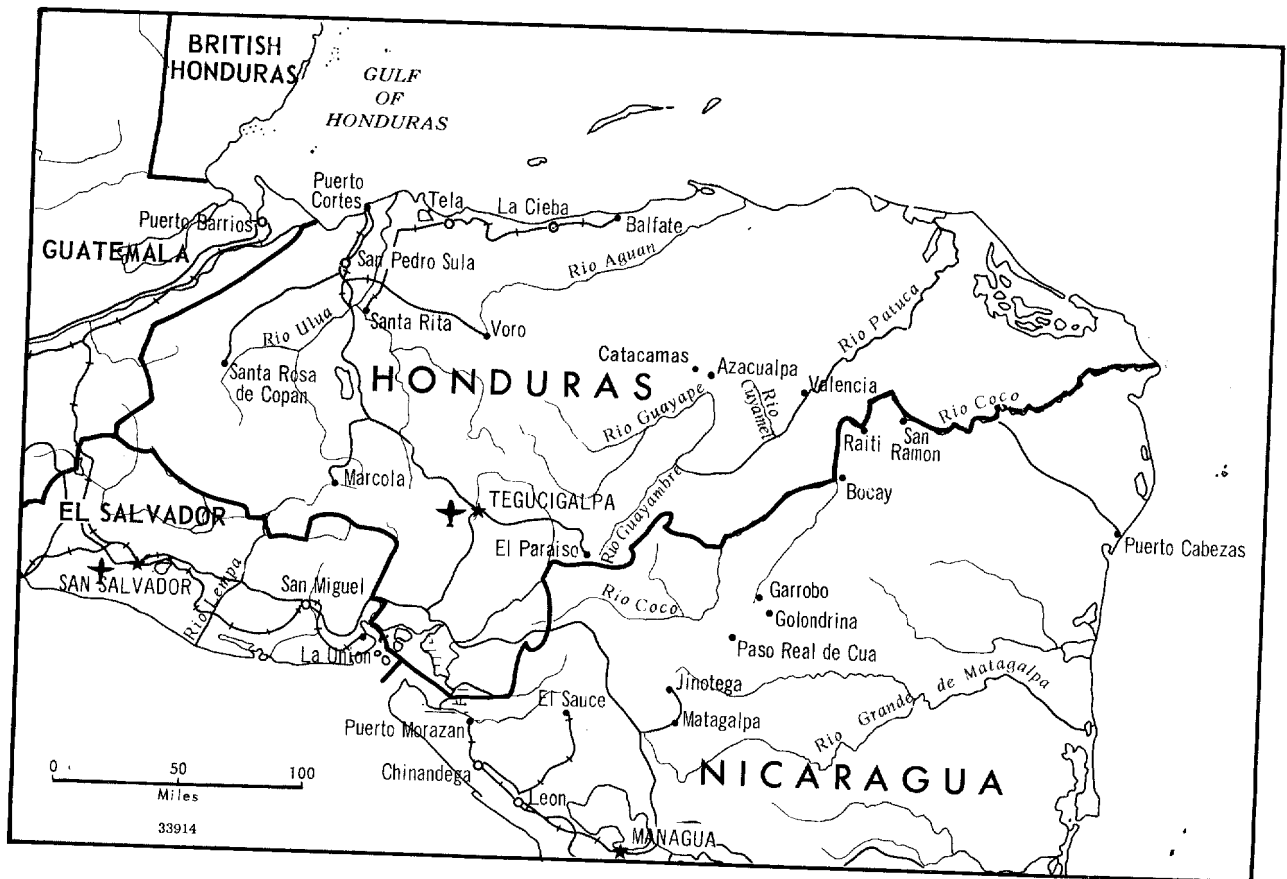 BRITISH
HONDURAS
GULF
OF
HONDURAS
Puerto
Cortes
Tela
La Cieba
Balfate
Puerto Barrios
GUATEMALA
San Pedro Sula
Rio Aguan
Rio Ulua
Santa Rita
Voro
Rio Patuca
Santa Rosa
de Copán
HONDURAS
Catacamas
Azacualpa
Valencia
Rio Guayape
Rio
Cuyamel
Rio Coco
Raiti
San
Ramon
Marcola
TEGUCIGALPA
Bocay
EL SALVADOR
El Paraiso
Rio Guayambre
Puerto Cabezas
SAN SALVADOR
Rio Lempa
San Miguel
Rio Coco
Garrobo
Golondrina
La Union
Paso Real de Cua
Jinotega
El Sauce
Rio Grande de Matagalpa
Puerto Morazan
Matagalpa
Chinandega
NICARAGUA
Leon
MANAGUA
0 50 100
Miles
33914